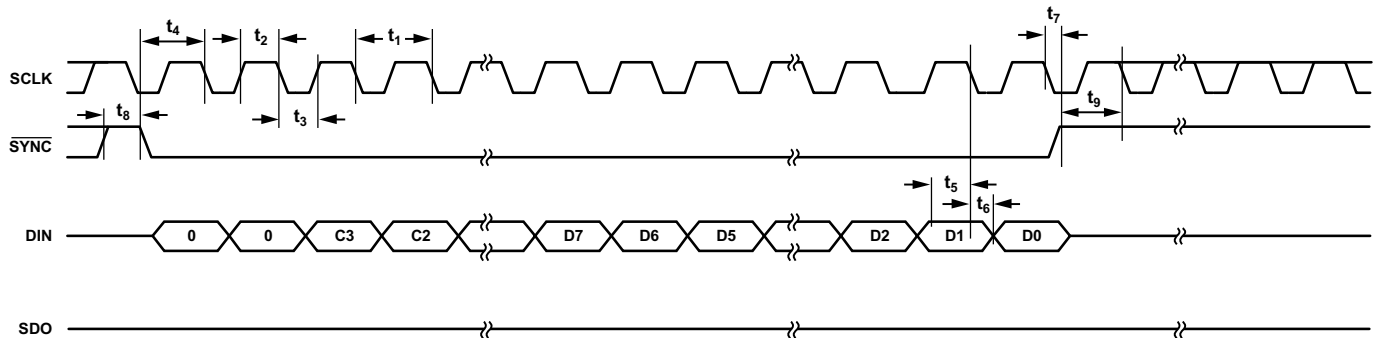 t4 t2 t1 t7
SCLK
t8 t3 t9
SYNC
t5 t6
DIN 0 0 C3 C2 D7 D6 D5 D2 D1 D0
SDO